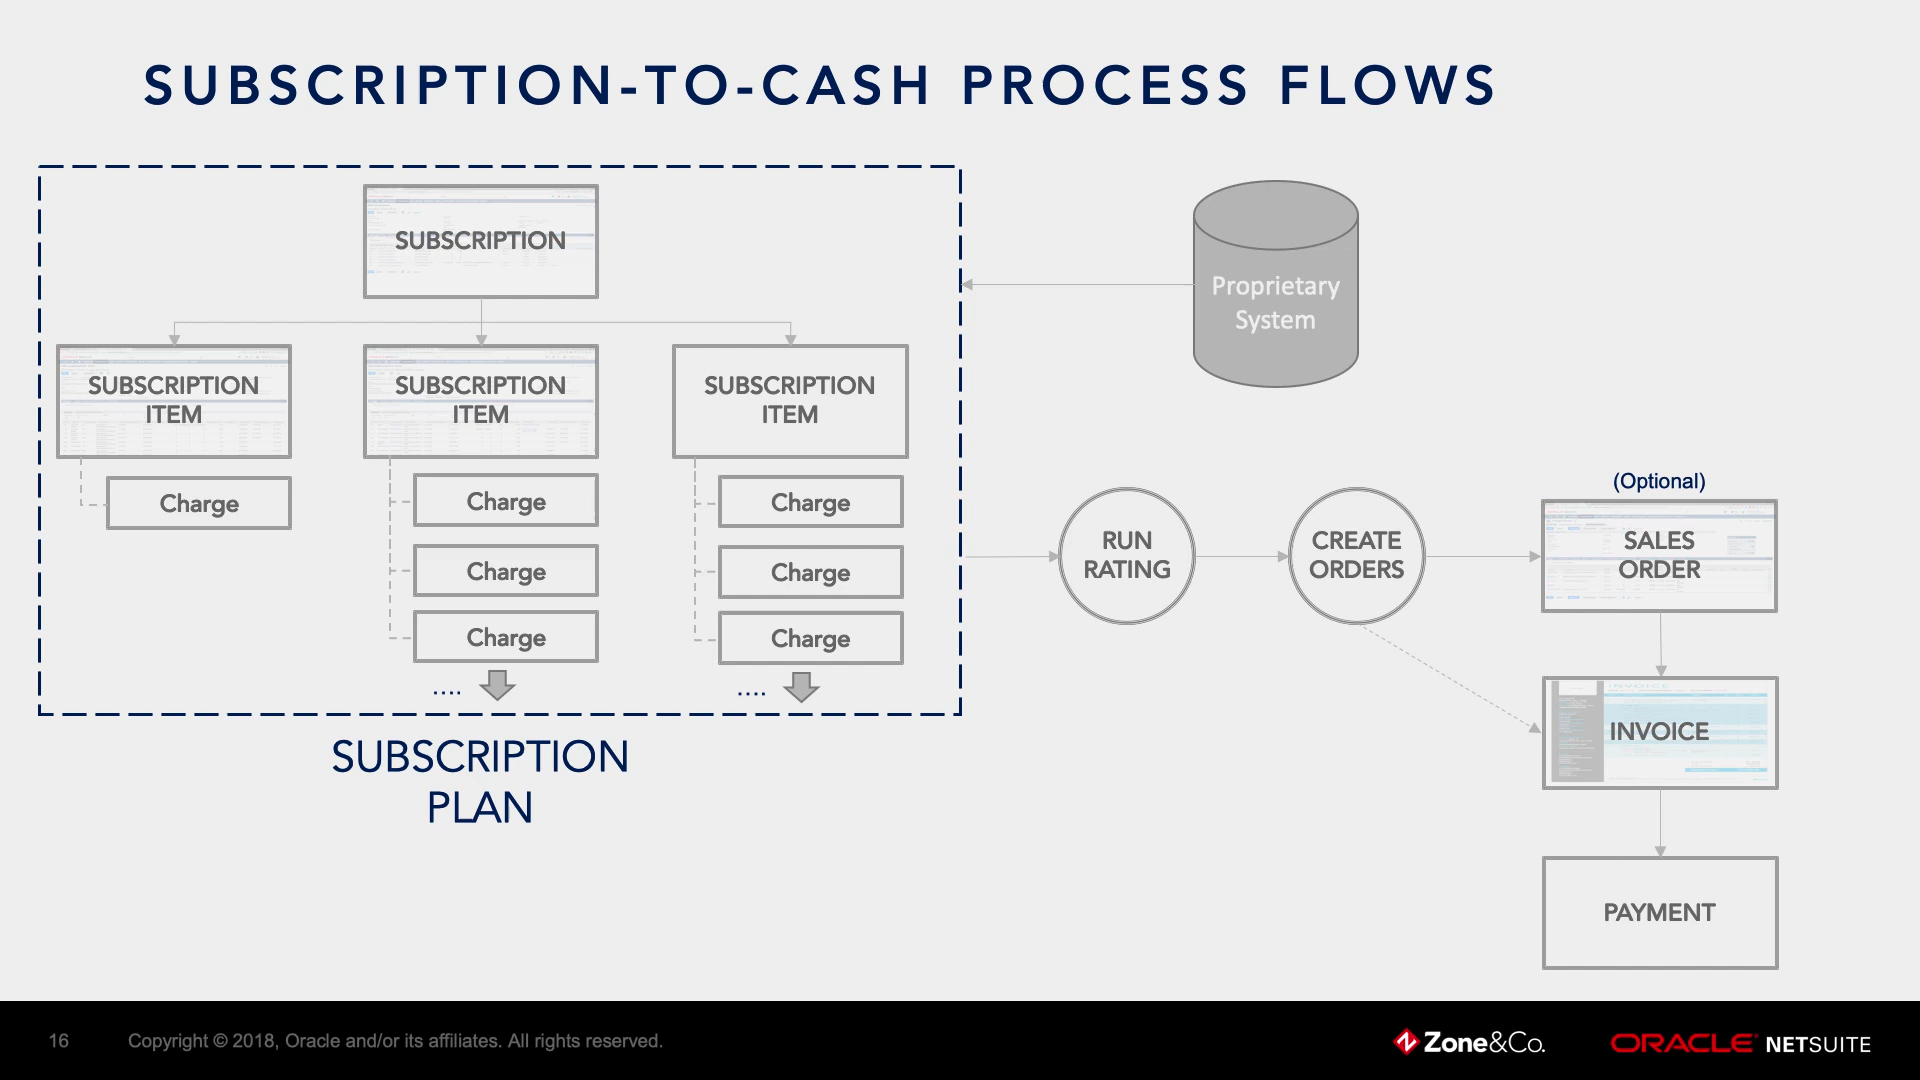 SUBSCRIPTION-TO-CASH PROCESS FLOWS
SUBSCRIPTION
SUBSCRIPTION
ITEM
SUBSCRIPTION
ITEM
SUBSCRIPTION
ITEM
Charge
Charge
Charge
Charge
Charge
Charge
Charge
....
....
SUBSCRIPTION
PLAN
Proprietary
System
RUN
RATING
CREATE
ORDERS
(Optional)
SALES
ORDER
INVOICE
INVOICE
PAYMENT
16
Copyright © 2018, Oracle and/or its affiliates. All rights reserved.
Zone&Co.
ORACLE NETSUITE